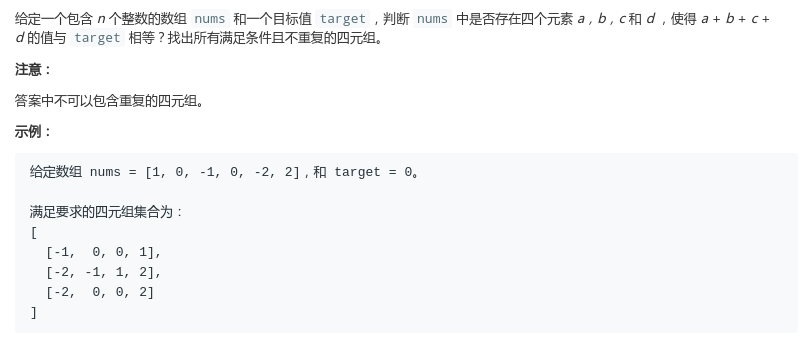 给定一个包含 n 个整数的数组 nums 和一个目标值 target，判断 nums 中是否存在四个元素 a，b，c 和 d ，使得 a + b + c +
d 的值与 target 相等？找出所有满足条件且不重复的四元组。
注意：
答案中不可以包含重复的四元组。
示例：
给定数组 nums = [1, 0, -1, 0, -2, 2]，和 target = 0。
满足要求的四元组集合为：
[
  [-1,  0, 0, 1],
  [-2, -1, 1, 2],
  [-2,  0, 0, 2]
]